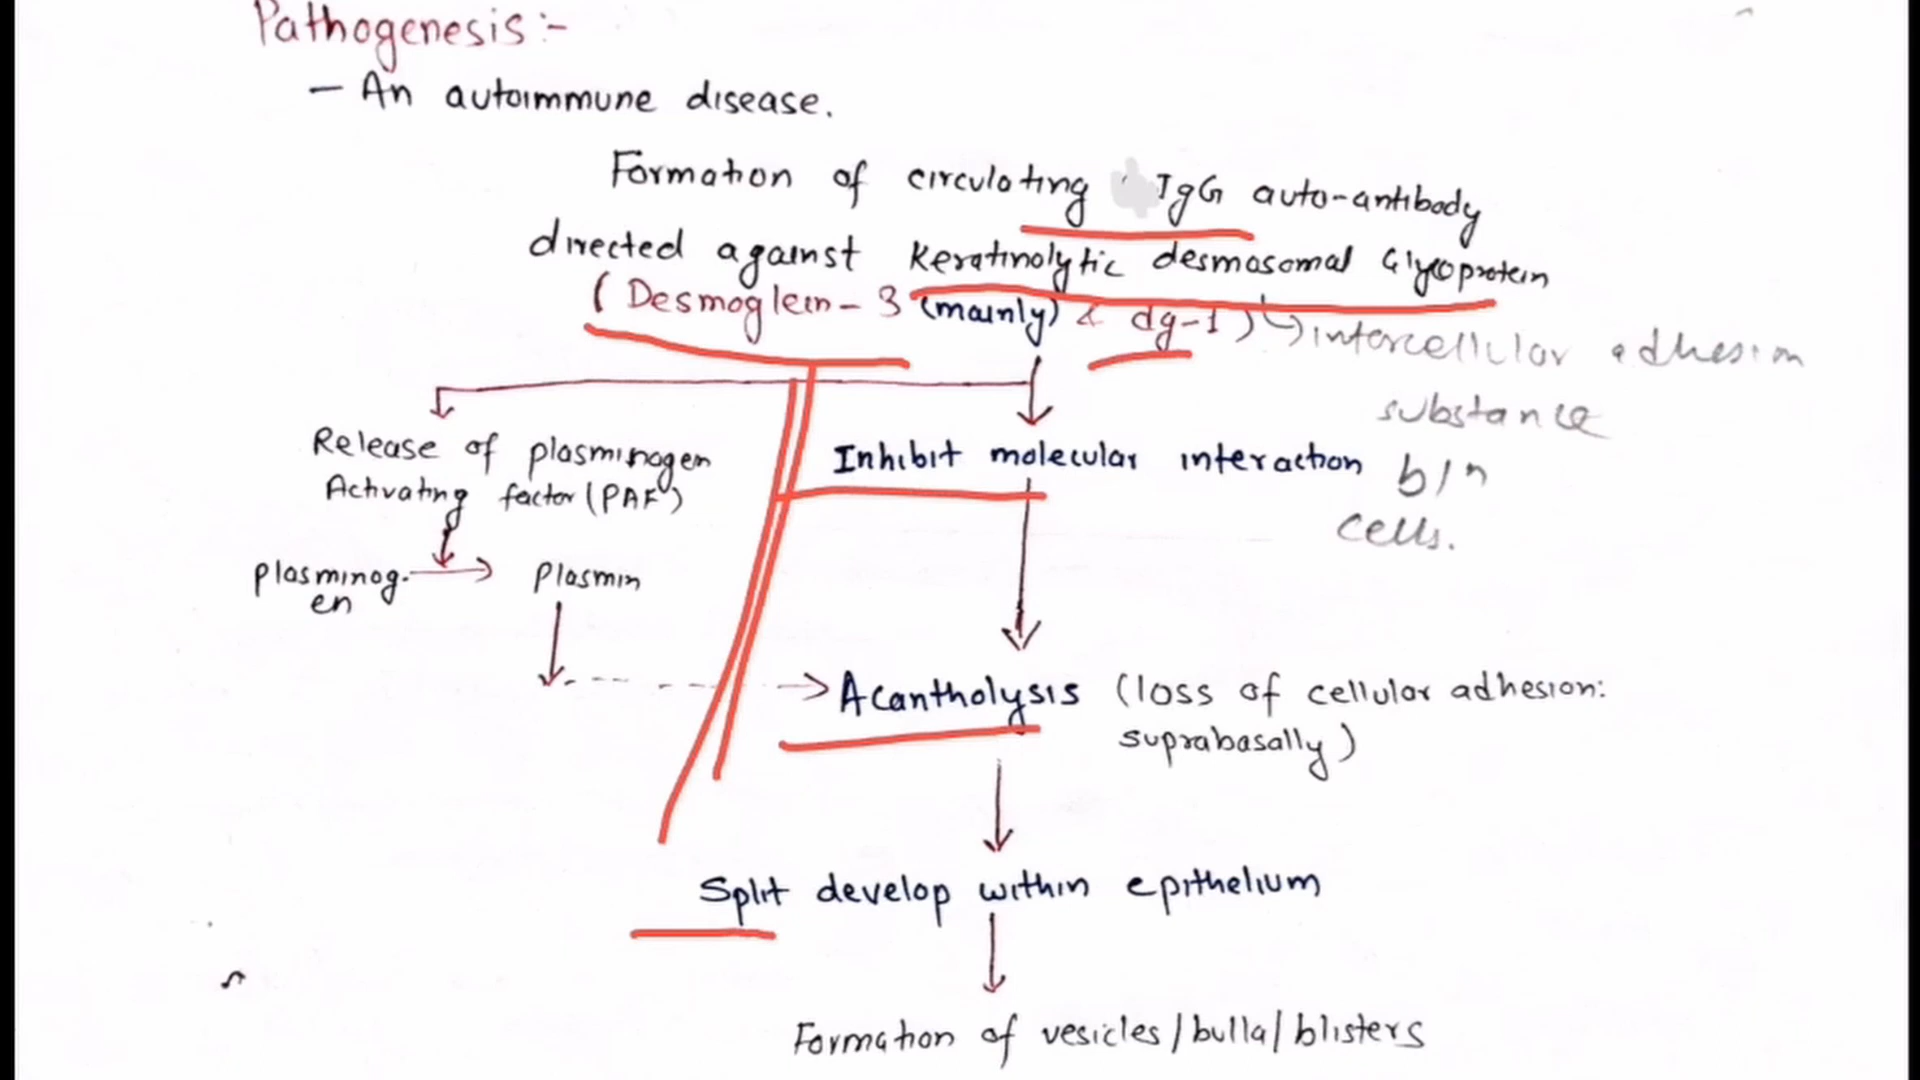 Pathogenesis :-
- An autoimmune disease.
Formation of circulating IgG auto-antibody
directed against Keratinolytic desmosomal Glycoprotein
(Desmoglein-3 (mainly) & dg-1) ↳ intercellular adhesion
substance
b/n
cells.
Release of plasminogen
Activating factor (PAF)
Inhibit molecular interaction
plasminog- → Plasmin
en
Acantholysis (loss of cellular adhesion:
suprabasally)
Split develop within epithelium
Formation of vesicles/bulla/blisters